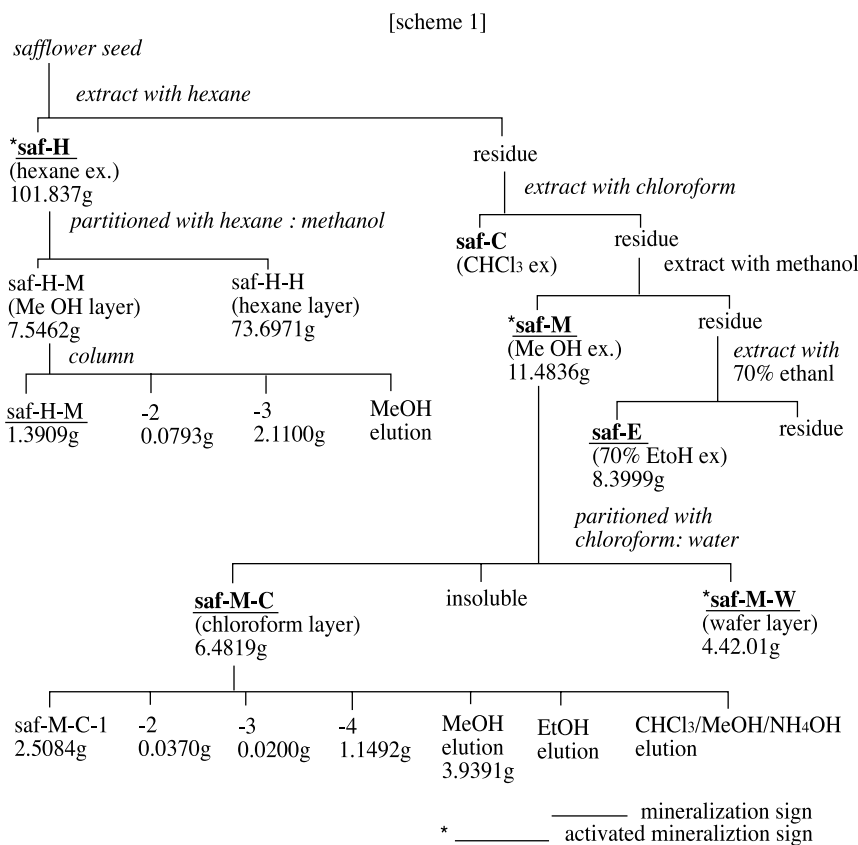 [scheme 1]
safflower seed
extract with hexane
*saf-H
(hexane ex.)
101.837g
residue
extract with chloroform
partitioned with hexane : methanol
saf-C
(CHCl3 ex)
residue
extract with methanol
saf-H-M
(Me OH layer)
7.5462g
saf-H-H
(hexane layer)
73.6971g
*saf-M
(Me OH ex.)
11.4836g
residue
extract with
70% ethanl
column
saf-H-M
1.3909g
-2
0.0793g
-3
2.1100g
MeOH
elution
saf-E
(70% EtoH ex)
8.3999g
residue
paritioned with
chloroform: water
saf-M-C
(chloroform layer)
6.4819g
insoluble
*saf-M-W
(wafer layer)
4.42.01g
saf-M-C-1
2.5084g
-2
0.0370g
-3
0.0200g
-4
1.1492g
MeOH
elution
3.9391g
EtOH
elution
CHCl3/MeOH/NH4OH
elution
mineralization sign
* activated mineraliztion sign